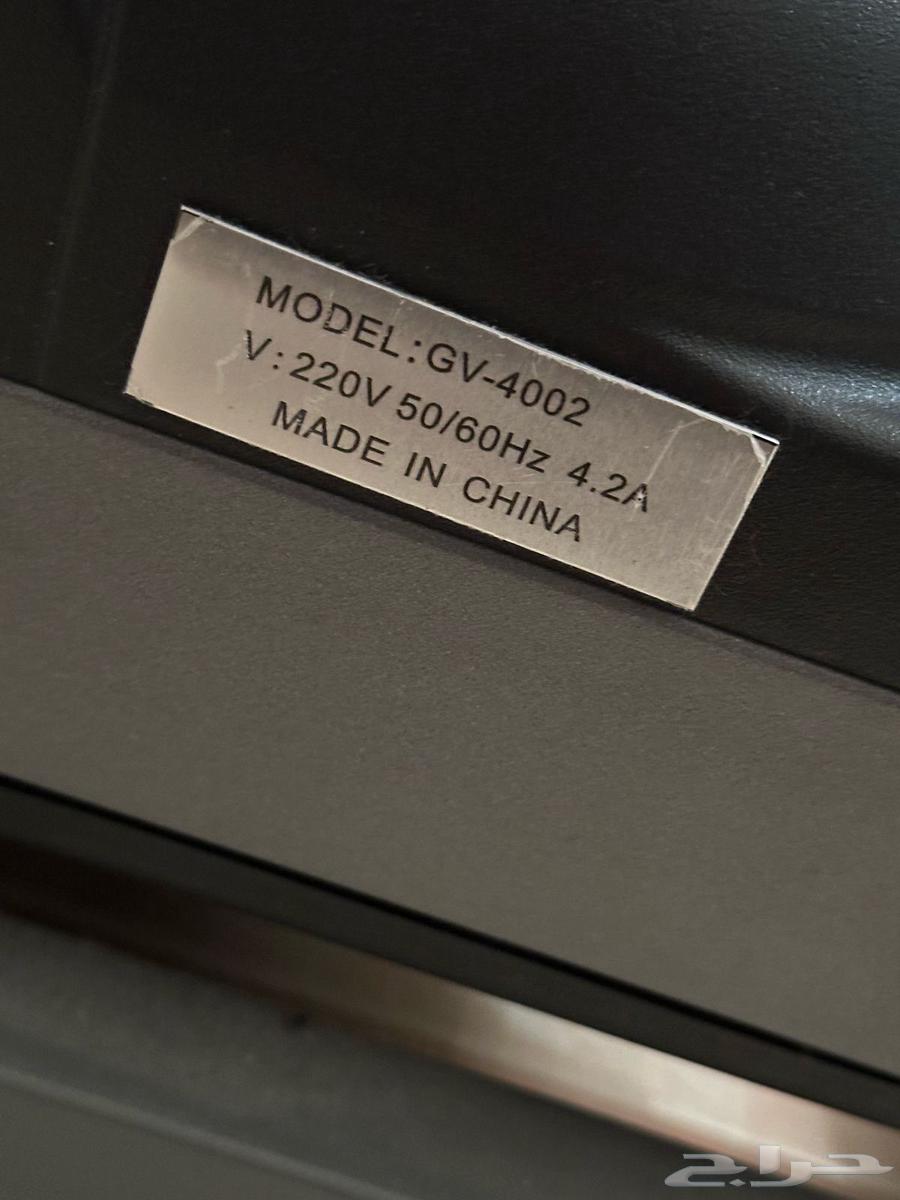 MODEL:GV-4002
V:220V 50/60Hz 4.2A
MADE IN CHINA
حراج